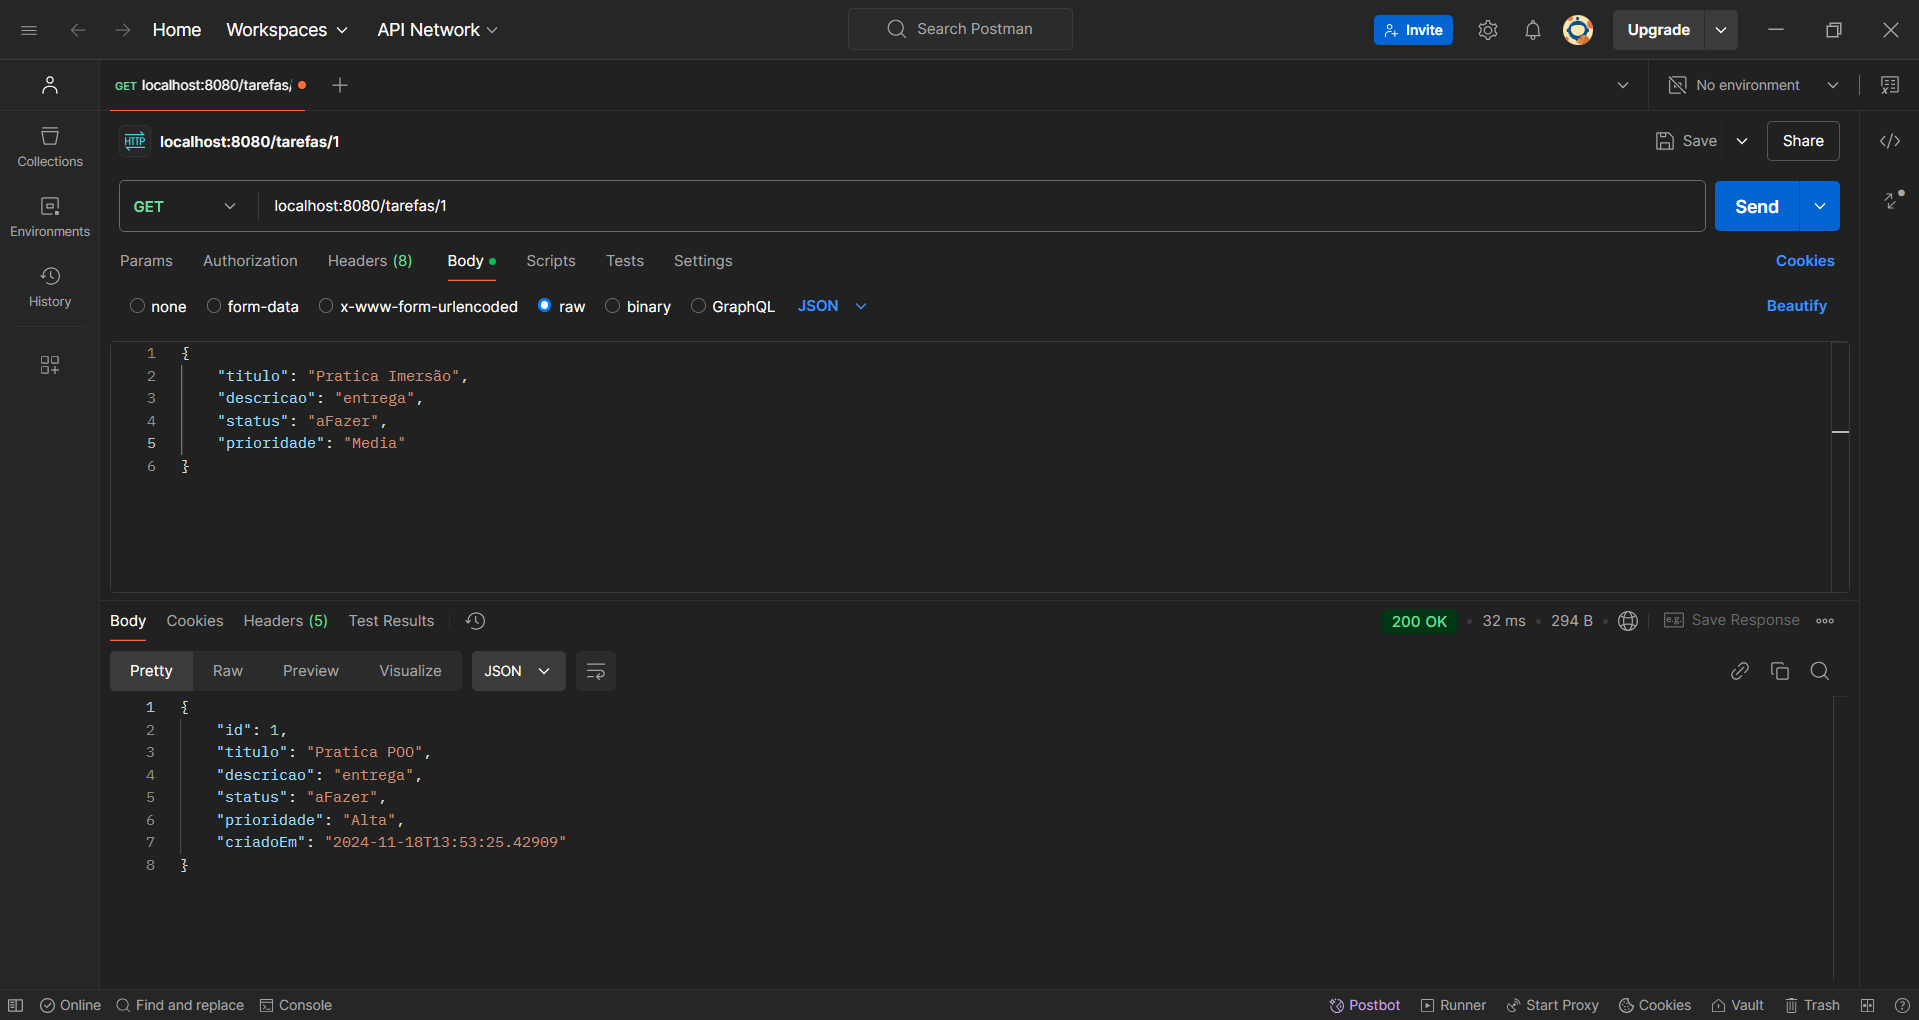 Home Workspaces API Network Search Postman Invite Upgrade
GET localhost:8080/tarefas/ No environment
HTTP localhost:8080/tarefas/1 Save Share
Collections
GET localhost:8080/tarefas/1 Send
Environments
Params Authorization Headers (8) Body Scripts Tests Settings Cookies
History
none form-data x-www-form-urlencoded raw binary GraphQL JSON Beautify
1 {
2 "titulo": "Pratica Imersão",
3 "descricao": "entrega",
4 "status": "aFazer",
5 "prioridade": "Media"
6 }
Body Cookies Headers (5) Test Results 200 OK 32 ms 294 B e.g. Save Response
Pretty Raw Preview Visualize JSON
1 {
2 "id": 1,
3 "titulo": "Pratica POO",
4 "descricao": "entrega",
5 "status": "aFazer",
6 "prioridade": "Alta",
7 "criadoEm": "2024-11-18T13:53:25.42909"
8 }
Online Find and replace Console Postbot Runner Start Proxy Cookies Vault Trash